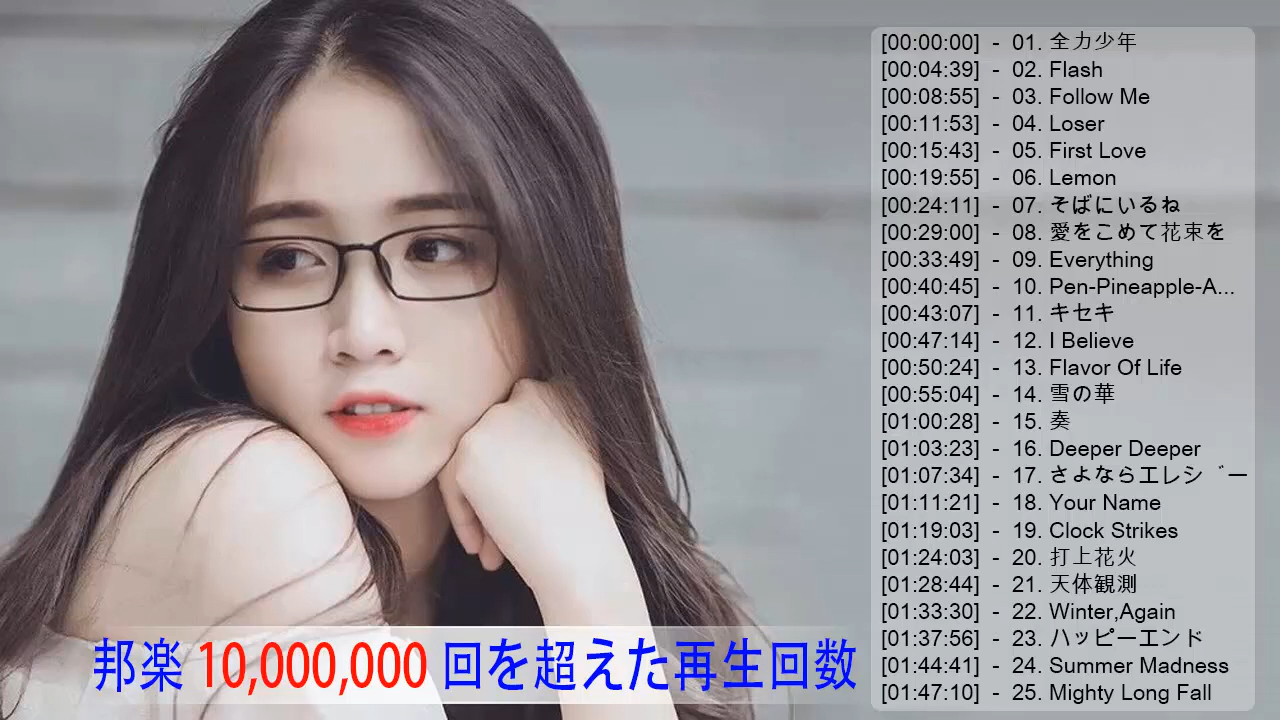 [00:00:00] - 01. 全力少年
[00:04:39] - 02. Flash
[00:08:55] - 03. Follow Me
[00:11:53] - 04. Loser
[00:15:43] - 05. First Love
[00:19:55] - 06. Lemon
[00:24:11] - 07. そばにいるね
[00:29:00] - 08. 愛をこめて花束を
[00:33:49] - 09. Everything
[00:40:45] - 10. Pen-Pineapple-A...
[00:43:07] - 11. キセキ
[00:47:14] - 12. I Believe
[00:50:24] - 13. Flavor Of Life
[00:55:04] - 14. 雪の華
[01:00:28] - 15. 奏
[01:03:23] - 16. Deeper Deeper
[01:07:34] - 17. さよならエレシ゛ー
[01:11:21] - 18. Your Name
[01:19:03] - 19. Clock Strikes
[01:24:03] - 20. 打上花火
[01:28:44] - 21. 天体観測
[01:33:30] - 22. Winter,Again
[01:37:56] - 23. ハッピーエンド
[01:44:41] - 24. Summer Madness
[01:47:10] - 25. Mighty Long Fall
邦楽 10,000,000 回を超えた再生回数